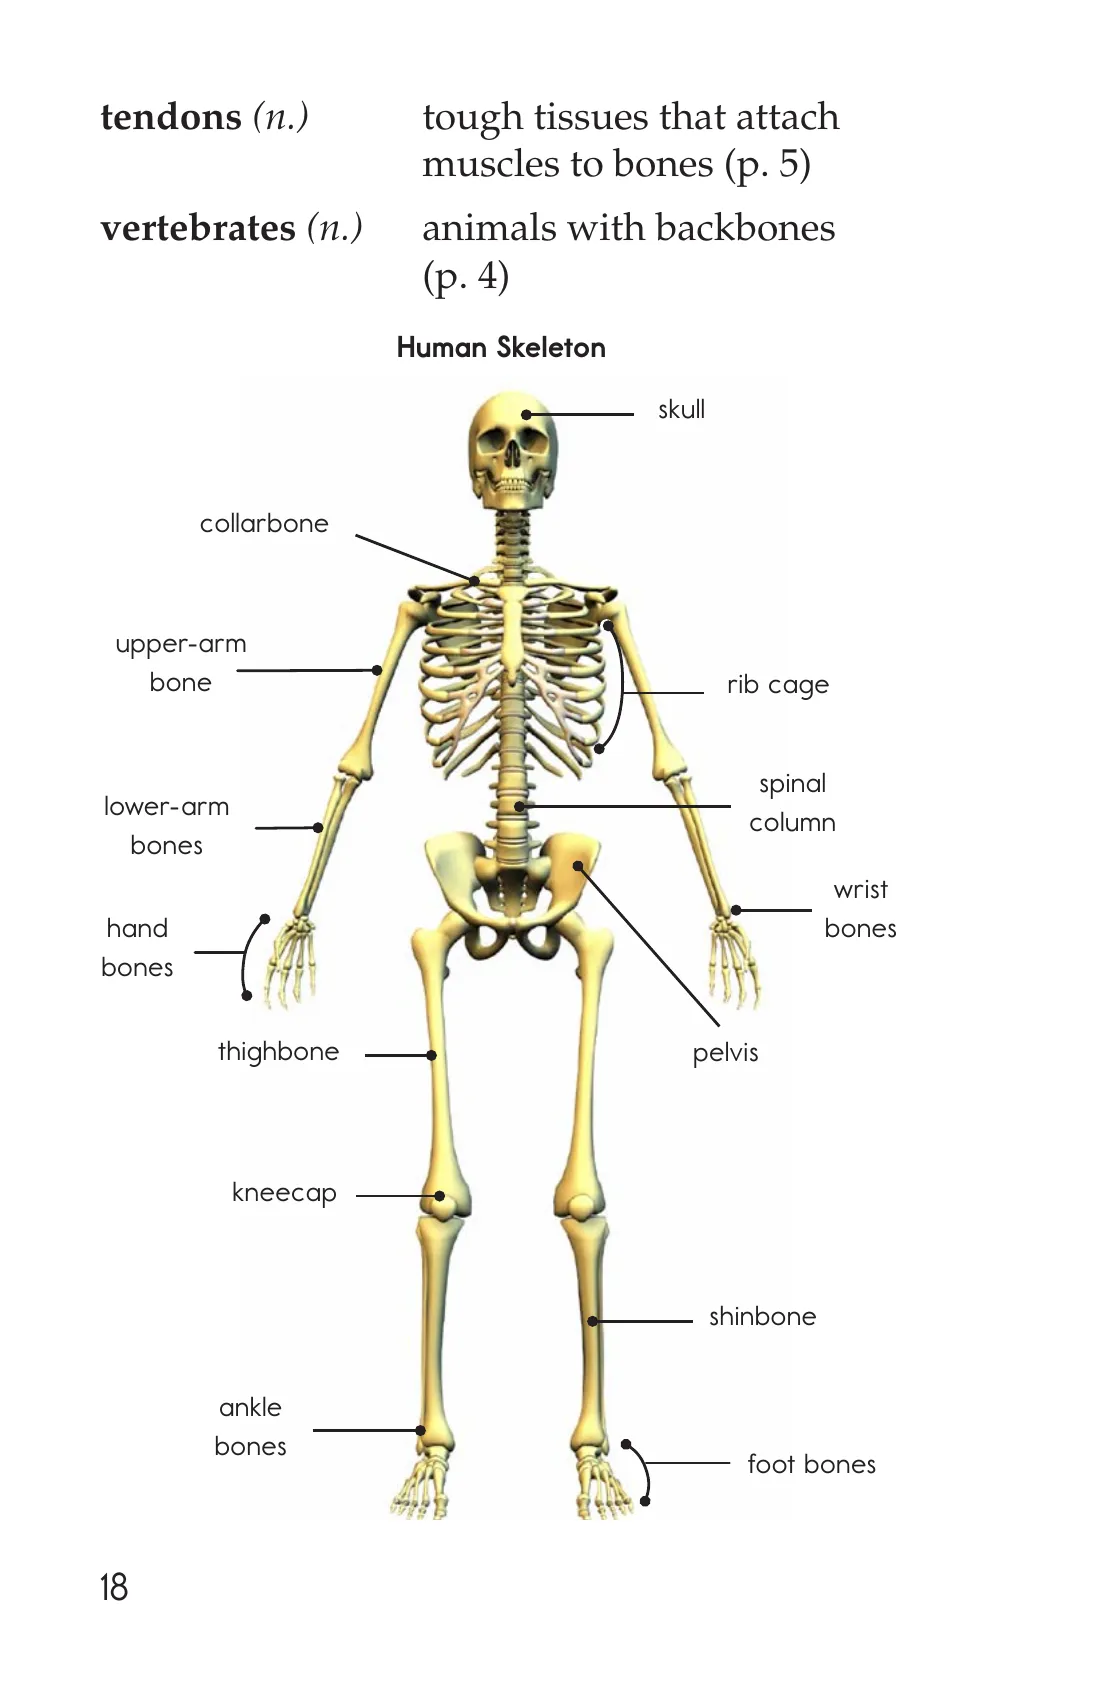 tendons (n.) tough tissues that attach
muscles to bones (p. 5)
vertebrates (n.) animals with backbones
(p. 4)
Human Skeleton
skull
collarbone
upper-arm
bone
rib cage
spinal
column
lower-arm
bones
wrist
bones
hand
bones
thighbone
pelvis
kneecap
shinbone
ankle
bones
foot bones
18